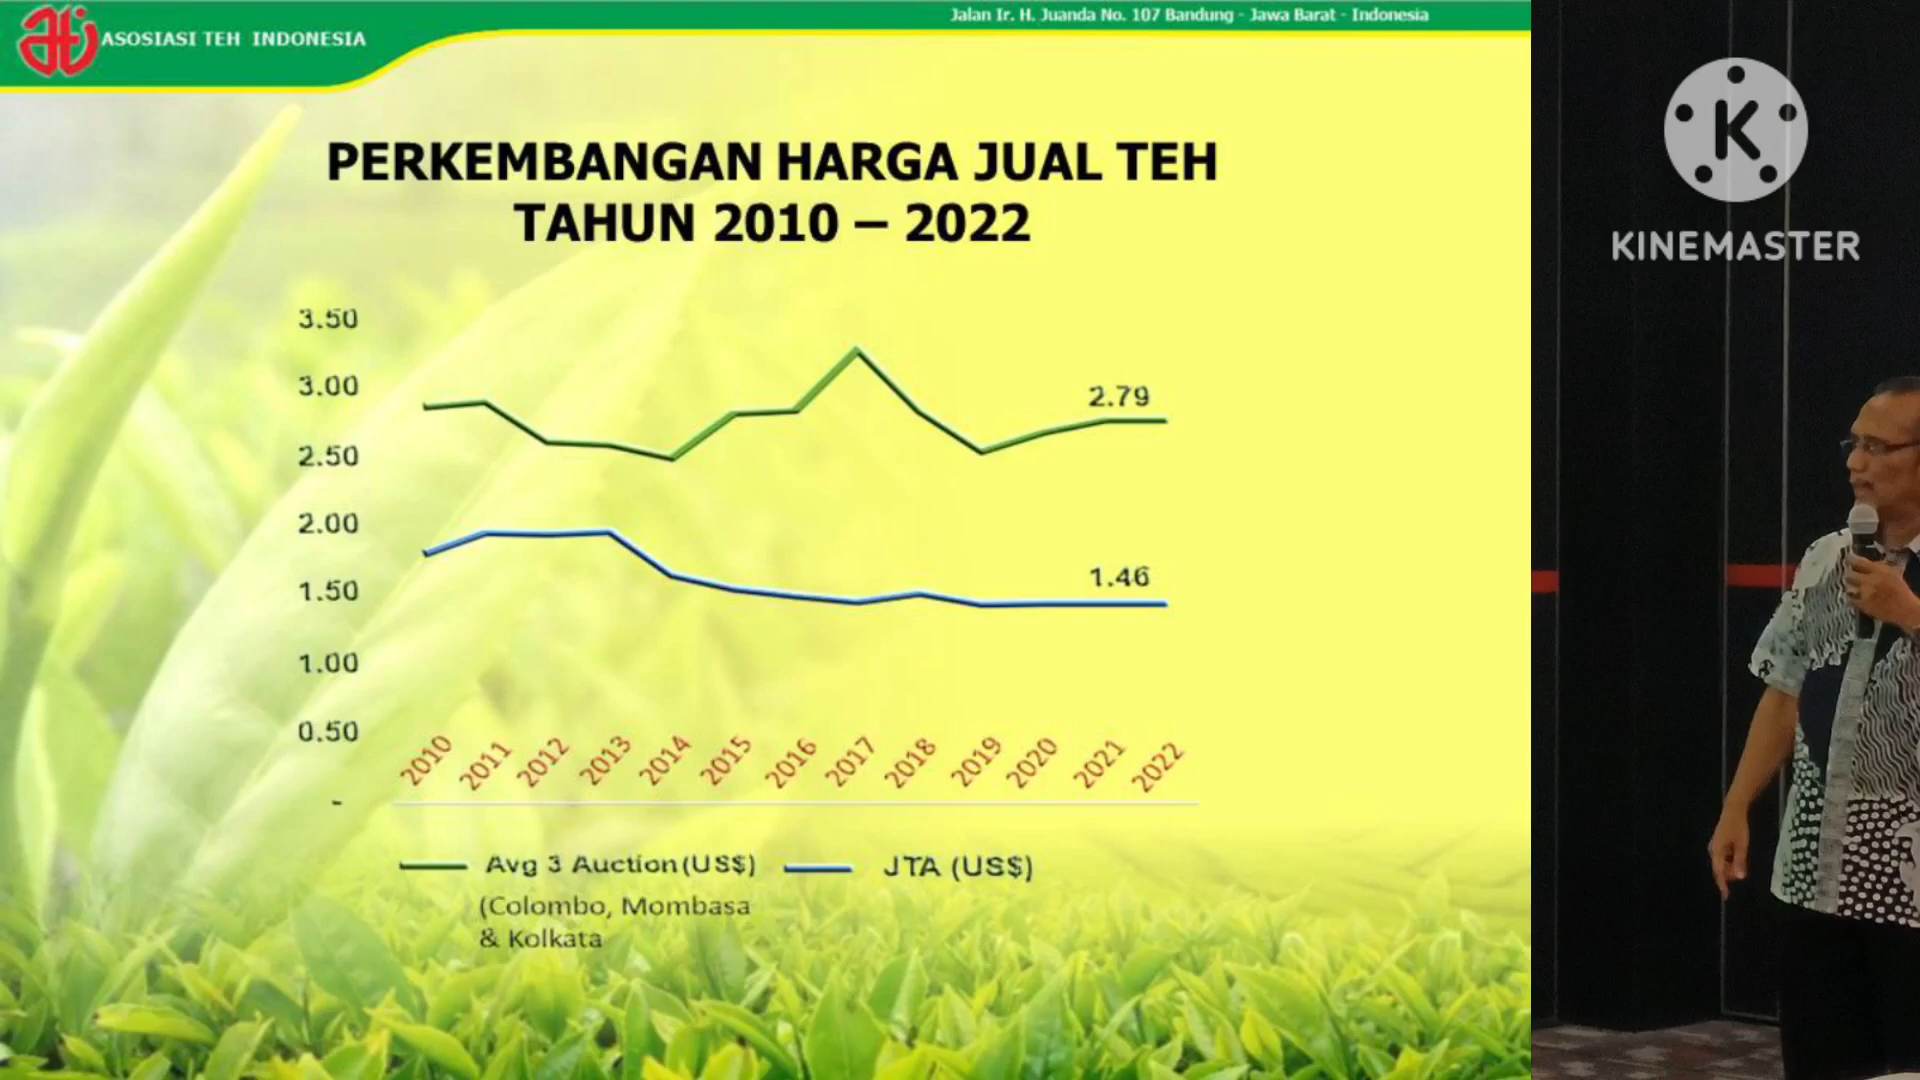 ati
ASOSIASI TEH INDONESIA
Jalan Ir. H. Juanda No. 107 Bandung - Jawa Barat - Indonesia
PERKEMBANGAN HARGA JUAL TEH
TAHUN 2010 – 2022
3.50
3.00
2.50
2.00
1.50
1.00
0.50
-
2.79
1.46
2010 2011 2012 2013 2014 2015 2016 2017 2018 2019 2020 2021 2022
Avg 3 Auction (US$) JTA (US$)
(Colombo, Mombasa
& Kolkata
K
KINEMASTER